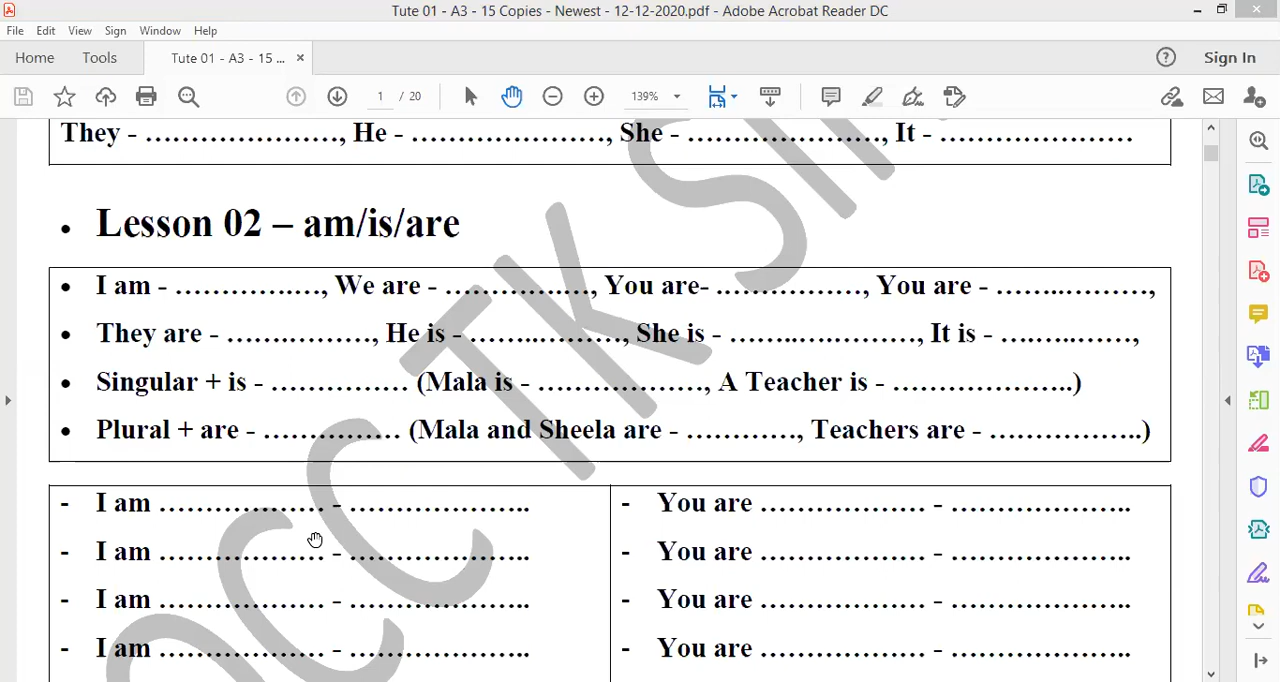 Tute 01 - A3 - 15 Copies - Newest - 12-12-2020.pdf - Adobe Acrobat Reader DC
File Edit View Sign Window Help
Home Tools Tute 01 - A3 - 15 ... × Sign In
1 / 20 139%
They - …………………, He - …………………, She - …………………, It - …………………
• Lesson 02 – am/is/are
• I am - …………..…, We are - ………….…, You are- ……………, You are - ……..………,
• They are - …….………, He is - ……..………, She is - ……..….………, It is - ….…..……,
• Singular + is - …………… (Mala is - ………………, A Teacher is - ………………..)
• Plural + are - …………… (Mala and Sheela are - …………, Teachers are - ……………..)
- I am ……………… - ………………..
- You are ……………… - ………………..
- I am ……………… - ………………..
- You are ……………… - ………………..
- I am ……………… - ………………..
- You are ……………… - ………………..
- I am ……………… - ………………..
- You are ……………… - ………………..